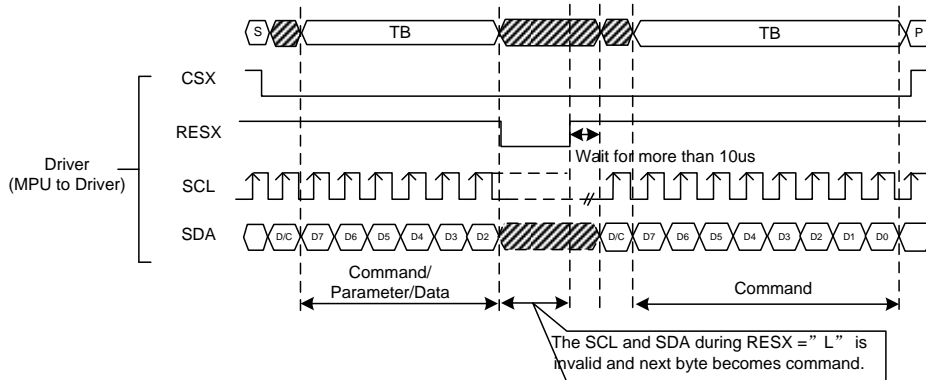 S TB TB P
CSX
RESX
Wait for more than 10us
Driver
(MPU to Driver)
SCL
SDA D/C D7 D6 D5 D4 D3 D2 D/C D7 D6 D5 D4 D3 D2 D1 D0
Command/
Parameter/Data
Command
The SCL and SDA during RESX =” L” is
invalid and next byte becomes command.